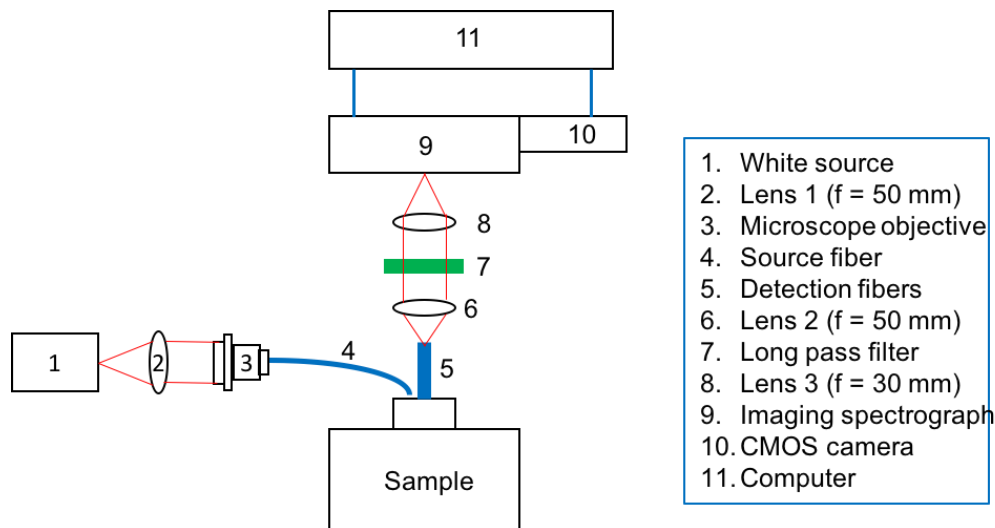 11
10
9
8
7
6
4
5
1
2
3
Sample
1. White source
2. Lens 1 (f = 50 mm)
3. Microscope objective
4. Source fiber
5. Detection fibers
6. Lens 2 (f = 50 mm)
7. Long pass filter
8. Lens 3 (f = 30 mm)
9. Imaging spectrograph
10. CMOS camera
11. Computer